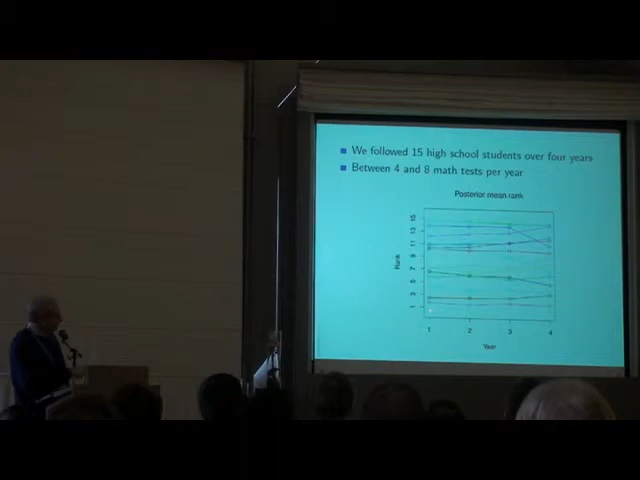 We followed 15 high school students over four years
Between 4 and 8 math tests per year
Posterior mean rank
15
13
11
9
7
5
3
1
Rank
1 2 3 4
Year